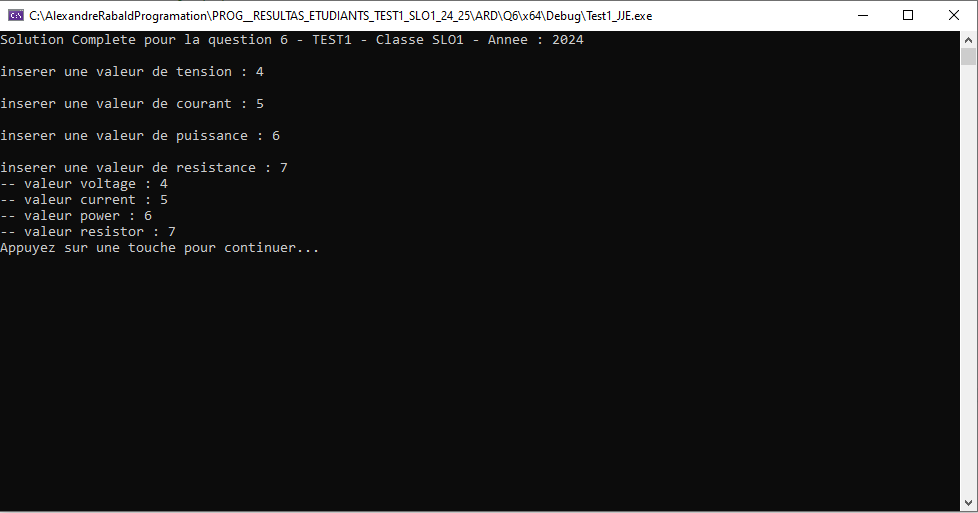 C:\AlexandreRabaldProgramation\PROG__RESULTAS_ETUDIANTS_TEST1_SLO1_24_25\ARD\Q6\x64\Debug\Test1_JJE.exe
Solution Complete pour la question 6 - TEST1 - Classe SLO1 - Annee : 2024
inserer une valeur de tension : 4
inserer une valeur de courant : 5
inserer une valeur de puissance : 6
inserer une valeur de resistance : 7
-- valeur voltage : 4
-- valeur current : 5
-- valeur power : 6
-- valeur resistor : 7
Appuyez sur une touche pour continuer...